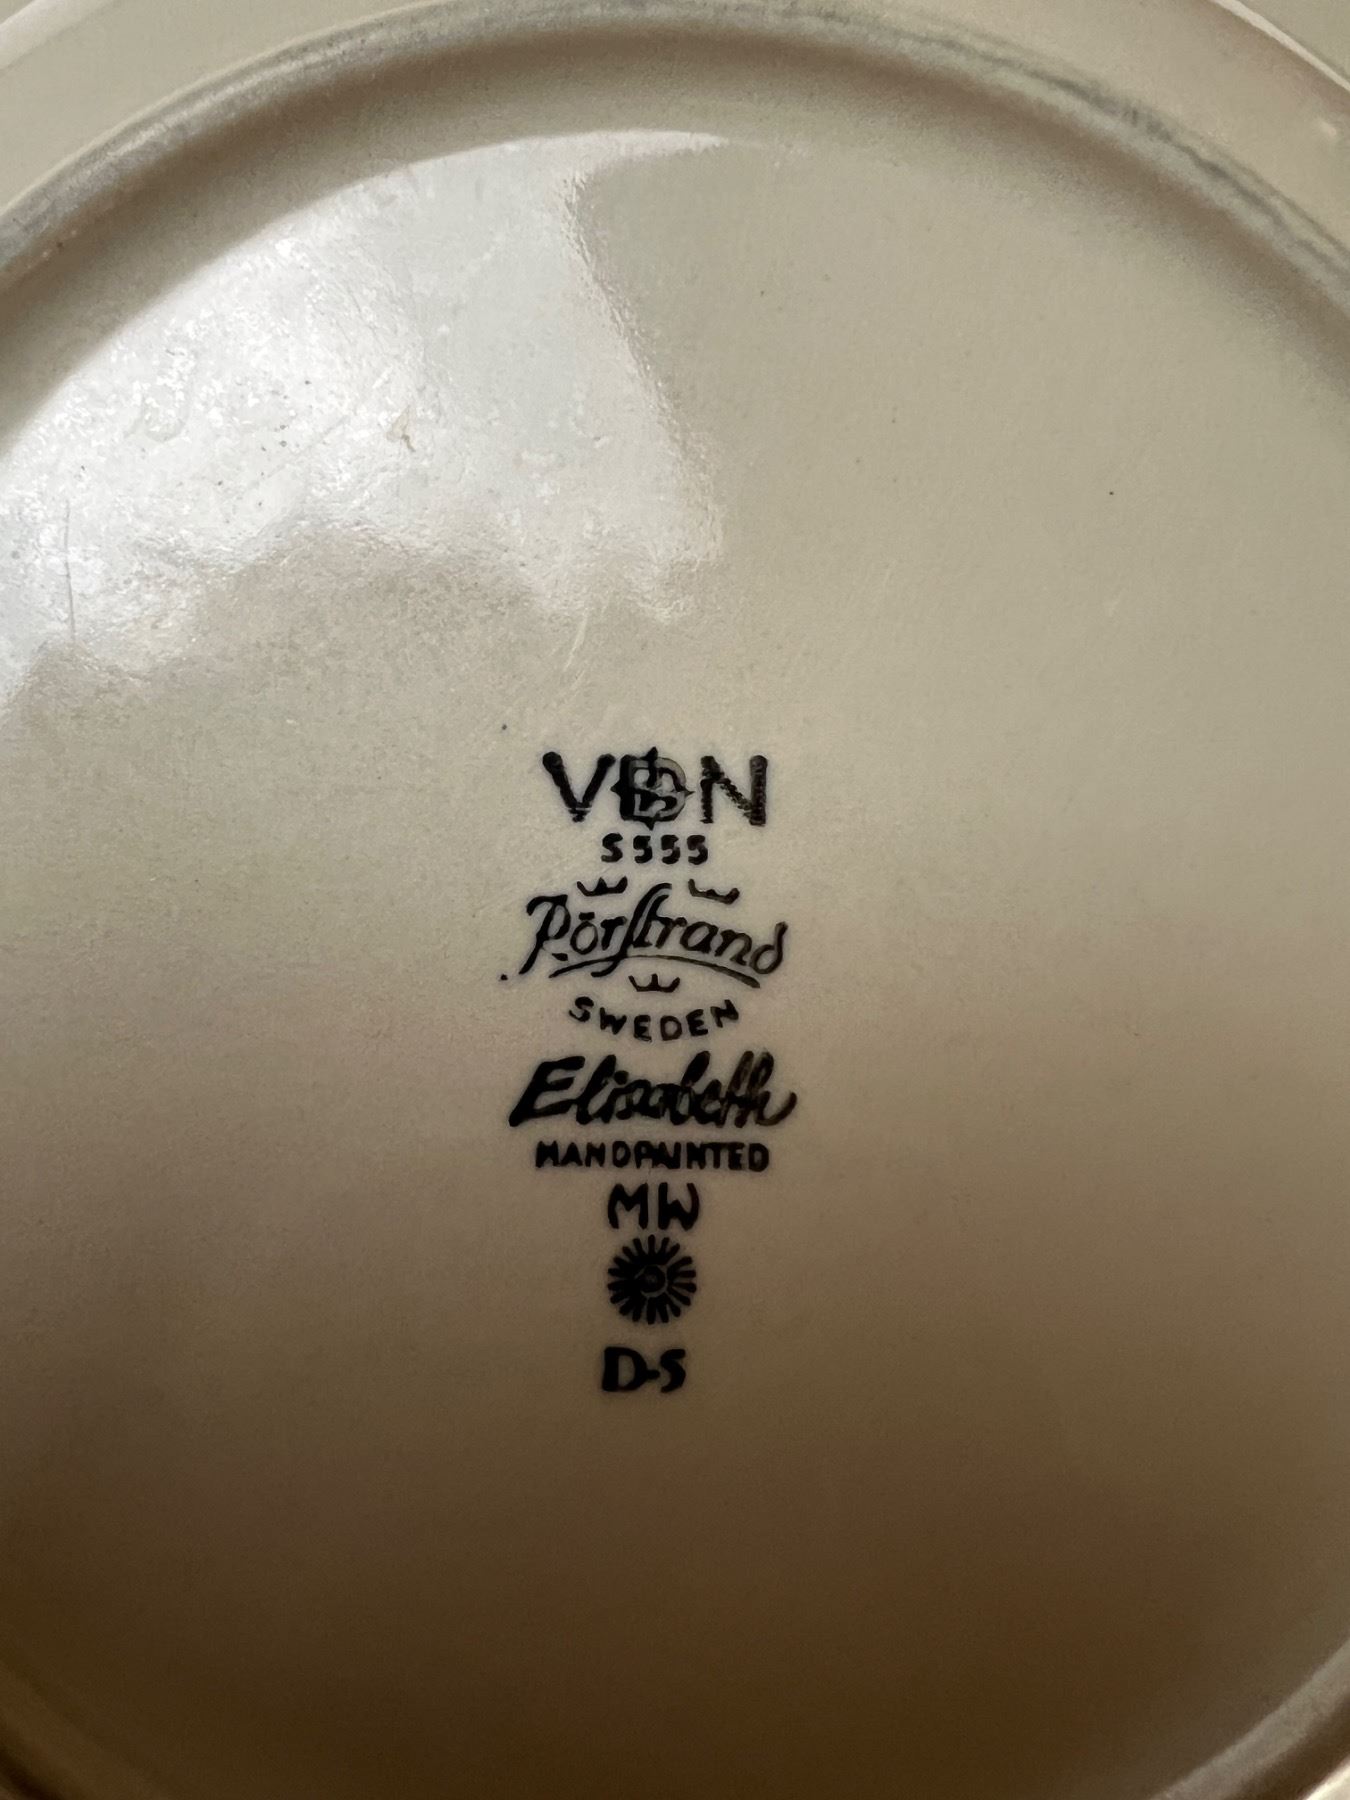 VDN
S555
Rörstrand
SWEDEN
Elisabeth
HANDPAINTED
MW
D-S